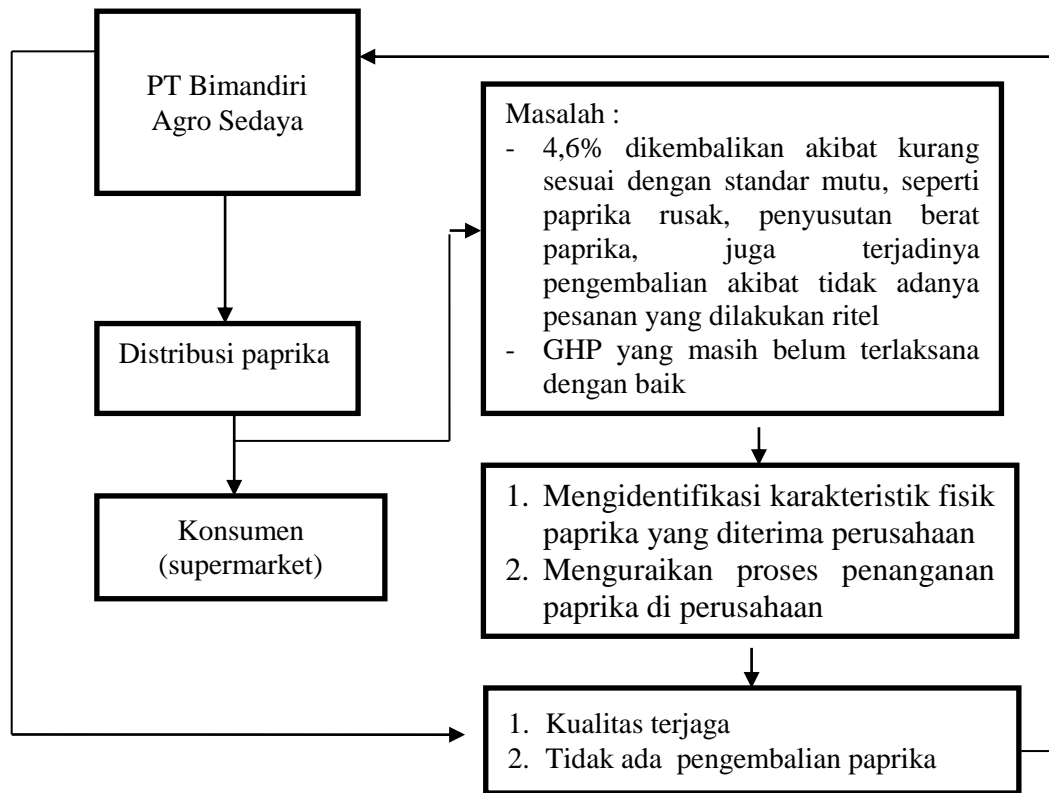 PT Bimandiri
Agro Sedaya
Distribusi paprika
Konsumen
(supermarket)
Masalah :
- 4,6% dikembalikan akibat kurang
sesuai dengan standar mutu, seperti
paprika rusak, penyusutan berat
paprika, juga terjadinya
pengembalian akibat tidak adanya
pesanan yang dilakukan ritel
- GHP yang masih belum terlaksana
dengan baik
1. Mengidentifikasi karakteristik fisik
paprika yang diterima perusahaan
2. Menguraikan proses penanganan
paprika di perusahaan
1. Kualitas terjaga
2. Tidak ada pengembalian paprika